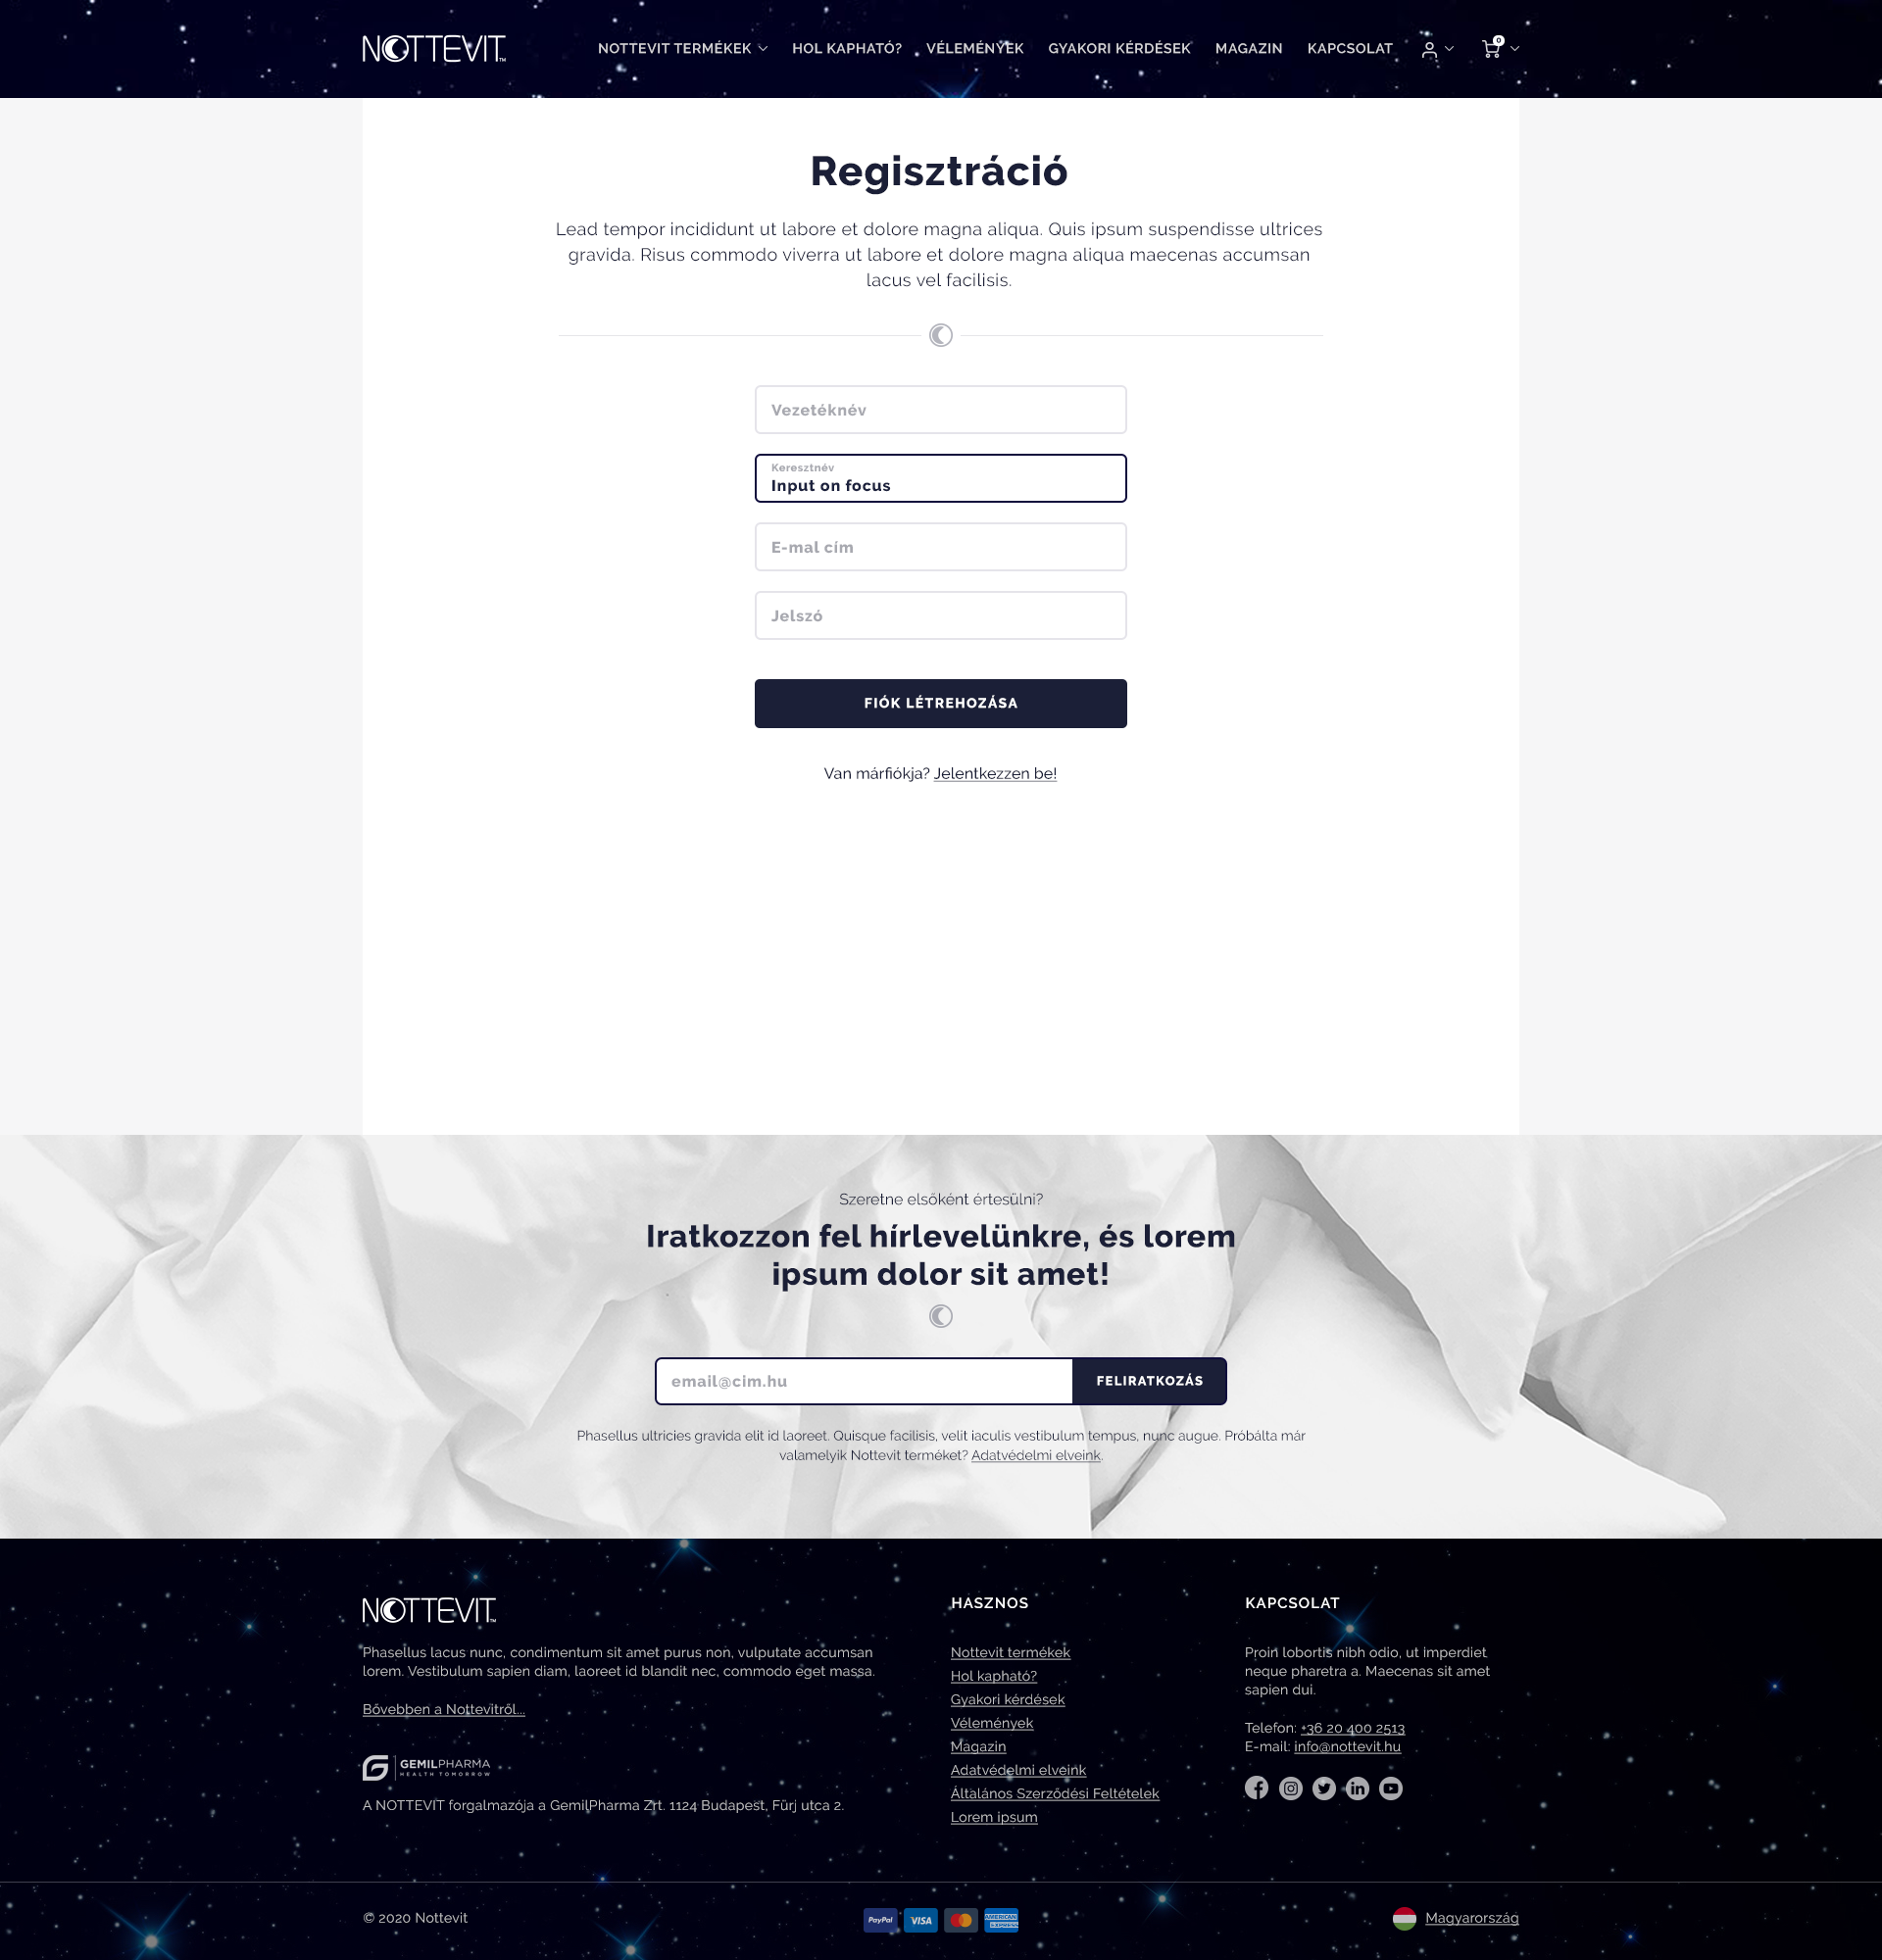 NOTTEVIT™
NOTTEVIT TERMÉKEK
HOL KAPHATÓ?
VÉLEMÉNYEK
GYAKORI KÉRDÉSEK
MAGAZIN
KAPCSOLAT
0
Regisztráció
Lead tempor incididunt ut labore et dolore magna aliqua. Quis ipsum suspendisse ultrices
gravida. Risus commodo viverra ut labore et dolore magna aliqua maecenas accumsan
lacus vel facilisis.
Vezetéknév
Keresztnév
Input on focus
E-mal cím
Jelszó
FIÓK LÉTREHOZÁSA
Van márfiókja? Jelentkezzen be!
Szeretne elsőként értesülni?
Iratkozzon fel hírlevelünkre, és lorem
ipsum dolor sit amet!
email@cim.hu
FELIRATKOZÁS
Phasellus ultricies gravida elit id laoreet. Quisque facilisis, velit iaculis vestibulum tempus, nunc augue. Próbálta már
valamelyik Nottevit terméket? Adatvédelmi elveink.
NOTTEVIT™
Phasellus lacus nunc, condimentum sit amet purus non, vulputate accumsan
lorem. Vestibulum sapien diam, laoreet id blandit nec, commodo eget massa.
Bővebben a Nottevitről...
GEMILPHARMA
HEALTH TOMORROW
A NOTTEVIT forgalmazója a GemilPharma Zrt. 1124 Budapest, Fürj utca 2.
HASZNOS
Nottevit termékek
Hol kapható?
Gyakori kérdések
Vélemények
Magazin
Adatvédelmi elveink
Általános Szerződési Feltételek
Lorem ipsum
KAPCSOLAT
Proin lobortis nibh odio, ut imperdiet
neque pharetra a. Maecenas sit amet
sapien dui.
Telefon: +36 20 400 2513
E-mail: info@nottevit.hu
© 2020 Nottevit
PayPal
VISA
AMERICAN
EXPRESS
Magyarország